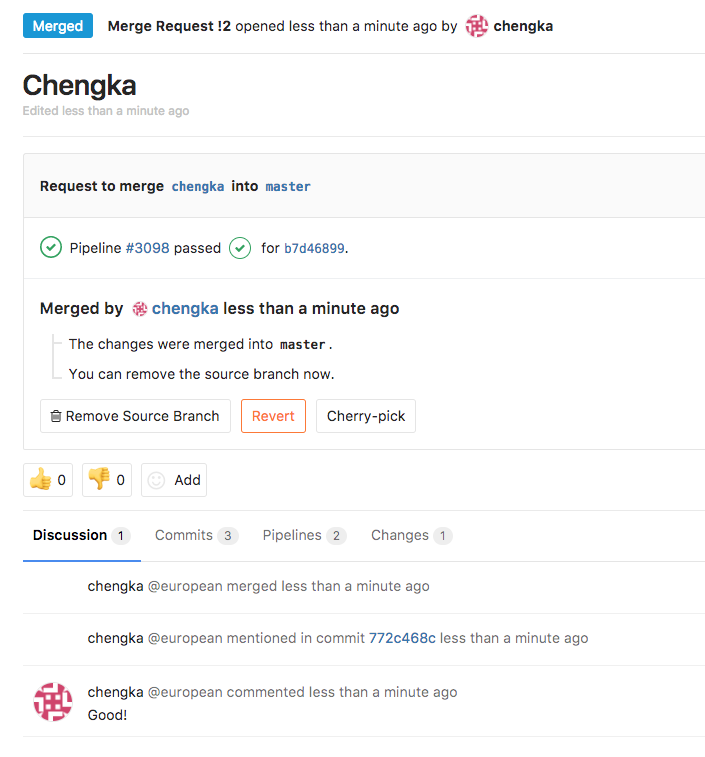 Merged Merge Request !2 opened less than a minute ago by chengka
Chengka
Edited less than a minute ago
Request to merge chengka into master
Pipeline #3098 passed for b7d46899.
Merged by chengka less than a minute ago
The changes were merged into master.
You can remove the source branch now.
Remove Source Branch Revert Cherry-pick
0 0 Add
Discussion 1 Commits 3 Pipelines 2 Changes 1
chengka @european merged less than a minute ago
chengka @european mentioned in commit 772c468c less than a minute ago
chengka @european commented less than a minute ago
Good!